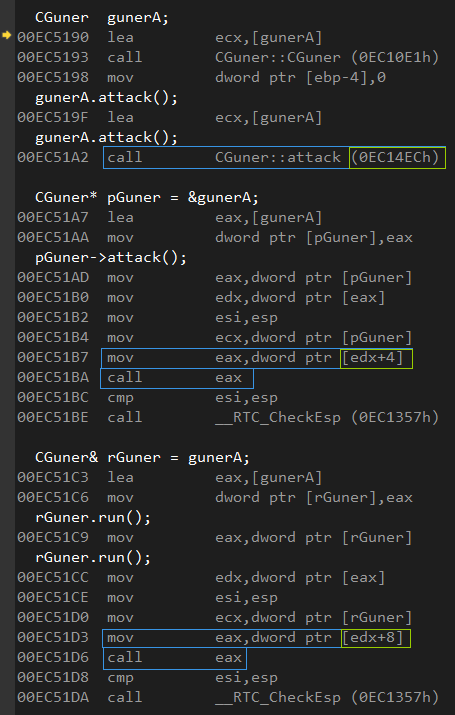 CGuner  gunerA;
00EC5190  lea         ecx,[gunerA]
00EC5193  call        CGuner::CGuner (0EC10E1h)
00EC5198  mov         dword ptr [ebp-4],0
gunerA.attack();
00EC519F  lea         ecx,[gunerA]
gunerA.attack();
00EC51A2  call        CGuner::attack (0EC14ECh)
CGuner* pGuner = &gunerA;
00EC51A7  lea         eax,[gunerA]
00EC51AA  mov         dword ptr [pGuner],eax
pGuner->attack();
00EC51AD  mov         eax,dword ptr [pGuner]
00EC51B0  mov         edx,dword ptr [eax]
00EC51B2  mov         esi,esp
00EC51B4  mov         ecx,dword ptr [pGuner]
00EC51B7  mov         eax,dword ptr [edx+4]
00EC51BA  call        eax
00EC51BC  cmp         esi,esp
00EC51BE  call        __RTC_CheckEsp (0EC1357h)
CGuner& rGuner = gunerA;
00EC51C3  lea         eax,[gunerA]
00EC51C6  mov         dword ptr [rGuner],eax
rGuner.run();
00EC51C9  mov         eax,dword ptr [rGuner]
rGuner.run();
00EC51CC  mov         edx,dword ptr [eax]
00EC51CE  mov         esi,esp
00EC51D0  mov         ecx,dword ptr [rGuner]
00EC51D3  mov         eax,dword ptr [edx+8]
00EC51D6  call        eax
00EC51D8  cmp         esi,esp
00EC51DA  call        __RTC_CheckEsp (0EC1357h)